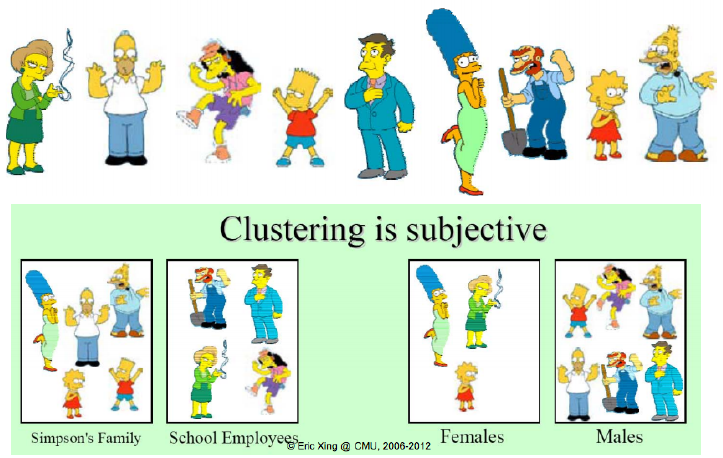 Clustering is subjective
Simpson's Family
School Employees
Females
Males
© Eric Xing @ CMU, 2006-2012